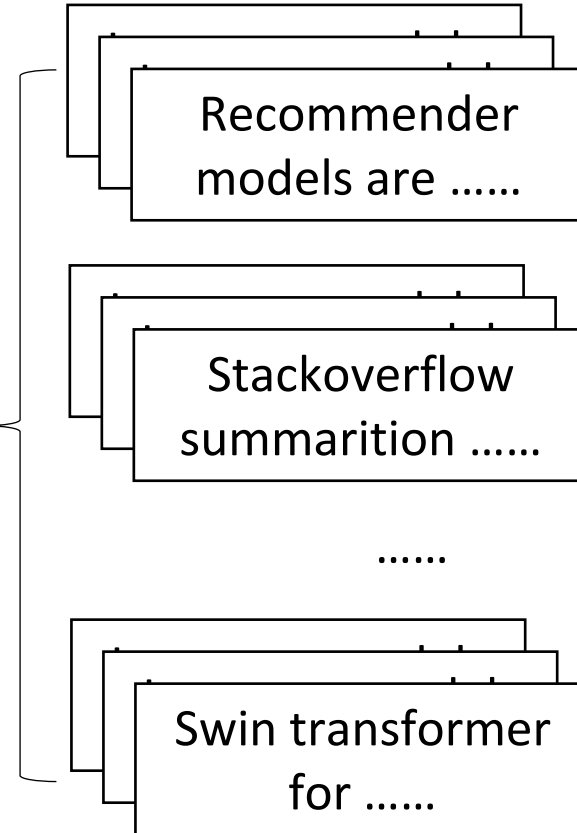 Recommender
models are ……
Stackoverflow
summarition ……
……
Swin transformer
for ……